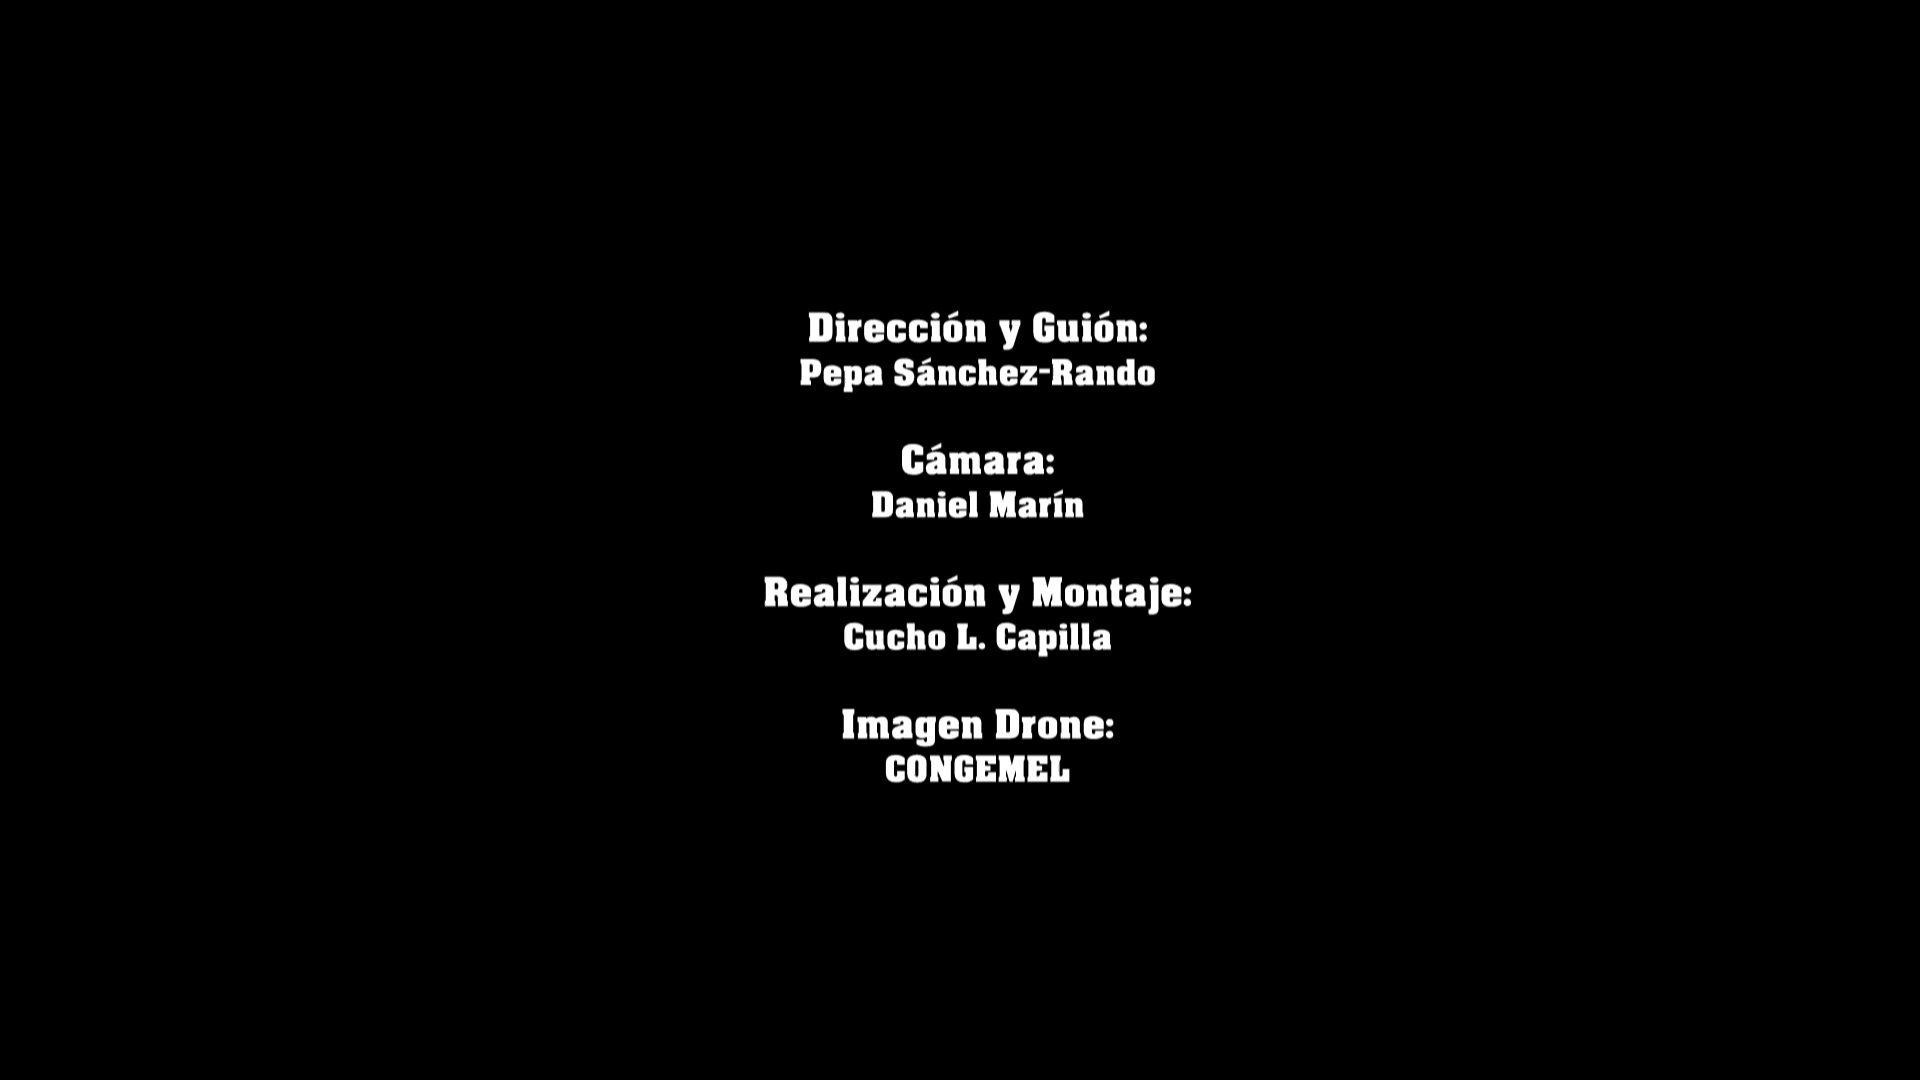 Dirección y Guión:
Pepa Sánchez-Rando
Cámara:
Daniel Marín
Realización y Montaje:
Cucho L. Capilla
Imagen Drone:
CONGEMEL